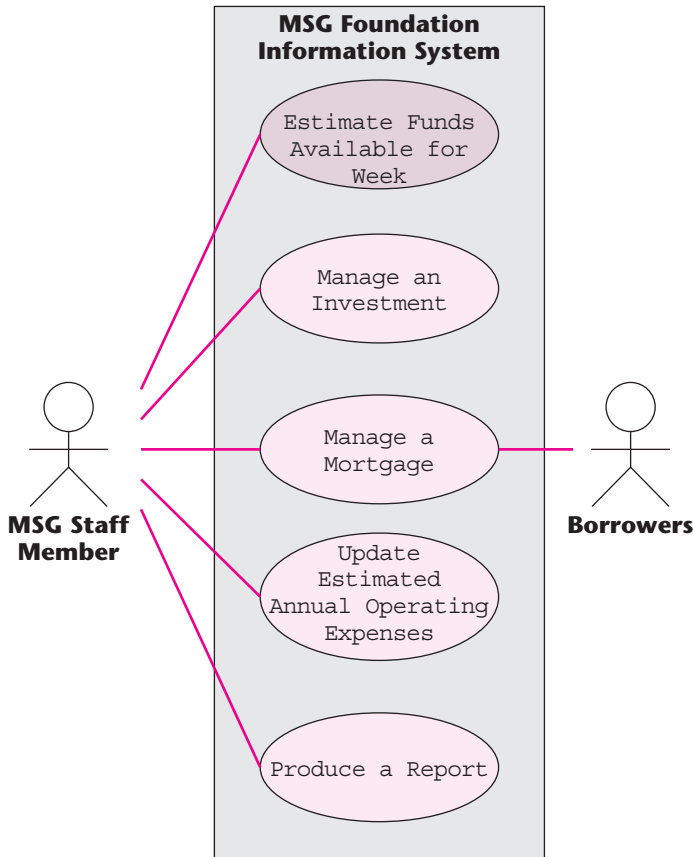 MSG Foundation
Information System
Estimate Funds
Available for
Week
Manage an
Investment
Manage a
Mortgage
MSG Staff
Member
Borrowers
Update
Estimated
Annual Operating
Expenses
Produce a Report